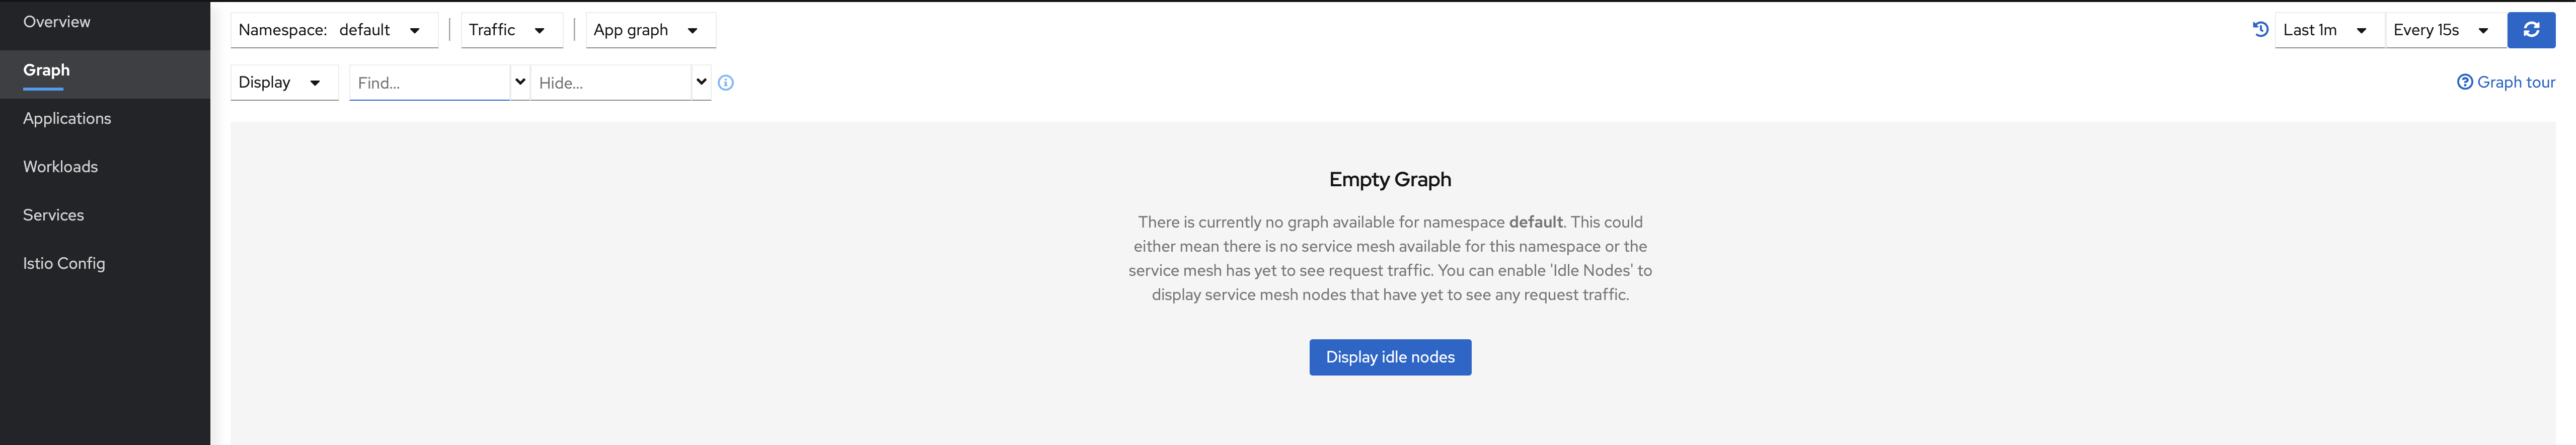 Overview
Graph
Applications
Workloads
Services
Istio Config
Namespace: default
Traffic
App graph
Last 1m
Every 15s
Display
Find...
Hide...
Graph tour
Empty Graph
There is currently no graph available for namespace default. This could
either mean there is no service mesh available for this namespace or the
service mesh has yet to see request traffic. You can enable 'Idle Nodes' to
display service mesh nodes that have yet to see any request traffic.
Display idle nodes